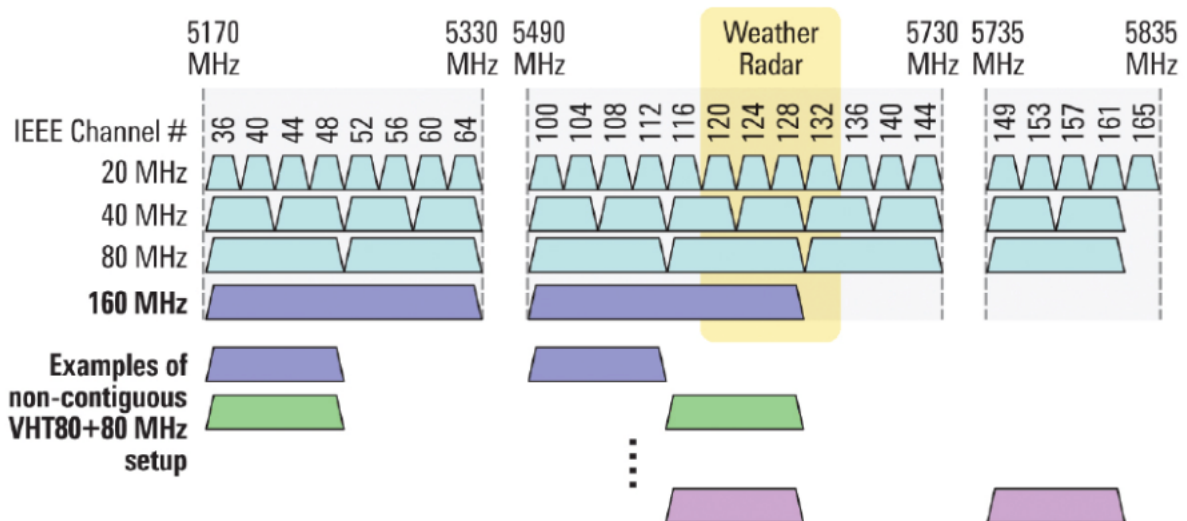 5170 MHz
5330 MHz
5490 MHz
Weather Radar
5730 MHz
5735 MHz
5835 MHz
IEEE Channel # 36 40 44 48 52 56 60 64 100 104 108 112 116 120 124 128 132 136 140 144 149 153 157 161 165
20 MHz
40 MHz
80 MHz
160 MHz
Examples of
non-contiguous
VHT80+80 MHz
setup